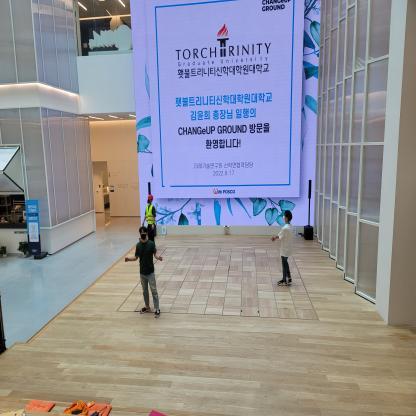 CHANGeUP
GROUND
TORCH TRINITY
Graduate University
횃불트리니티신학대학원대학교
횃불트리니티신학대학원대학교
김윤희 총장님 일행의
CHANGeUP GROUND 방문을
환영합니다!
2022.8.17
POSCO